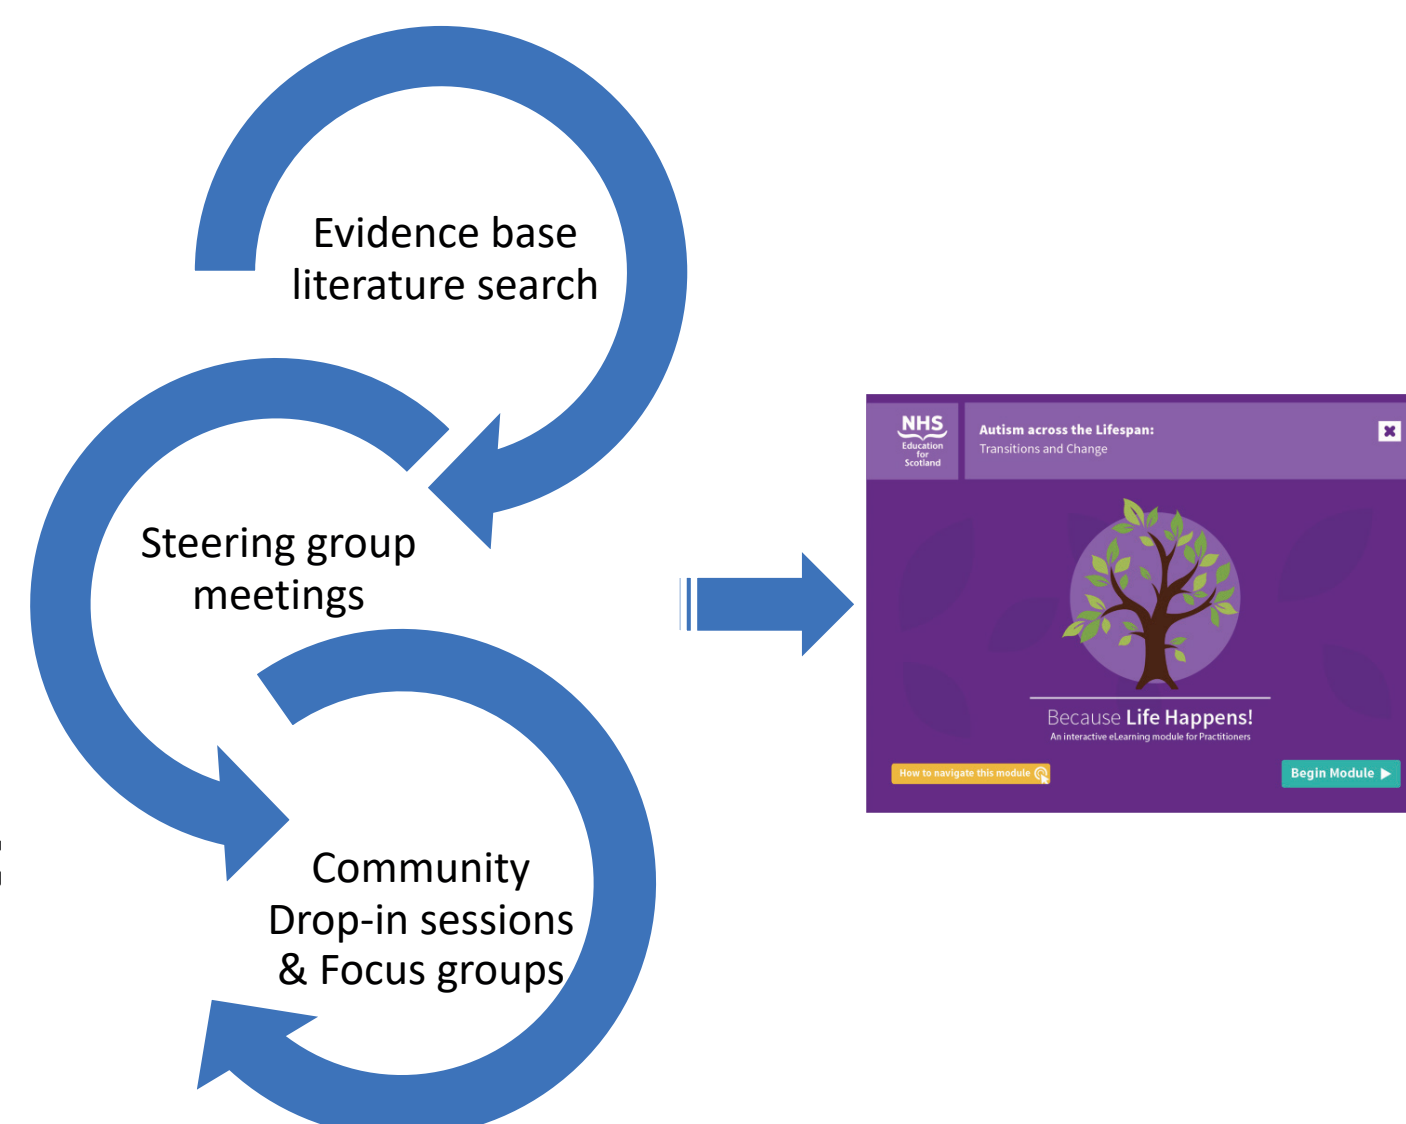 Evidence base
literature search
Steering group
meetings
Community
Drop-in sessions
& Focus groups
NHS
Education
for
Scotland
Autism across the Lifespan:
Transitions and Change
Because Life Happens!
An interactive eLearning module for Practitioners
How to navigate this module
Begin Module